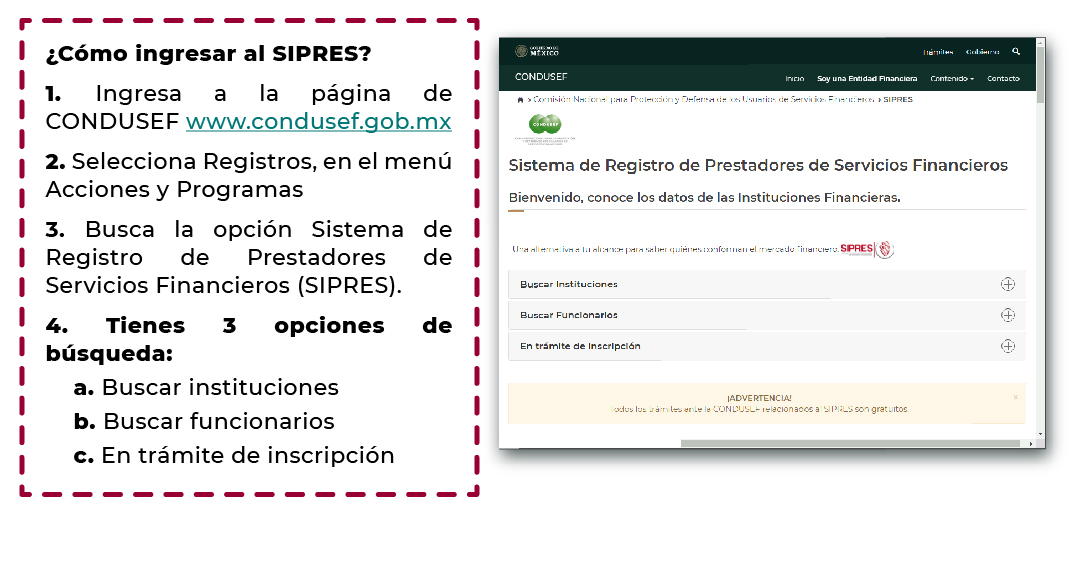 ¿Cómo ingresar al SIPRES?
1. Ingresa a la página de
CONDUSEF www.condusef.gob.mx
2. Selecciona Registros, en el menú
Acciones y Programas
3. Busca la opción Sistema de
Registro de Prestadores de
Servicios Financieros (SIPRES).
4. Tienes 3 opciones de
búsqueda:
a. Buscar instituciones
b. Buscar funcionarios
c. En trámite de inscripción
GOBIERNO DE
MÉXICO
Trámites Gobierno
CONDUSEF
Inicio Soy una Entidad Financiera Contenido Contacto
> Comisión Nacional para Protección y Defensa de los Usuarios de Servicios Financieros > SIPRES
CONDUSEF
Sistema de Registro de Prestadores de Servicios Financieros
Bienvenido, conoce los datos de las Instituciones Financieras.
Una alternativa a tu alcance para saber quiénes conforman el mercado financiero. SIPRES
Buscar Instituciones
Buscar Funcionarios
En trámite de Inscripción
¡ADVERTENCIA! ×
Todos los trámites ante la CONDUSEF relacionados al SIPRES son gratuitos.